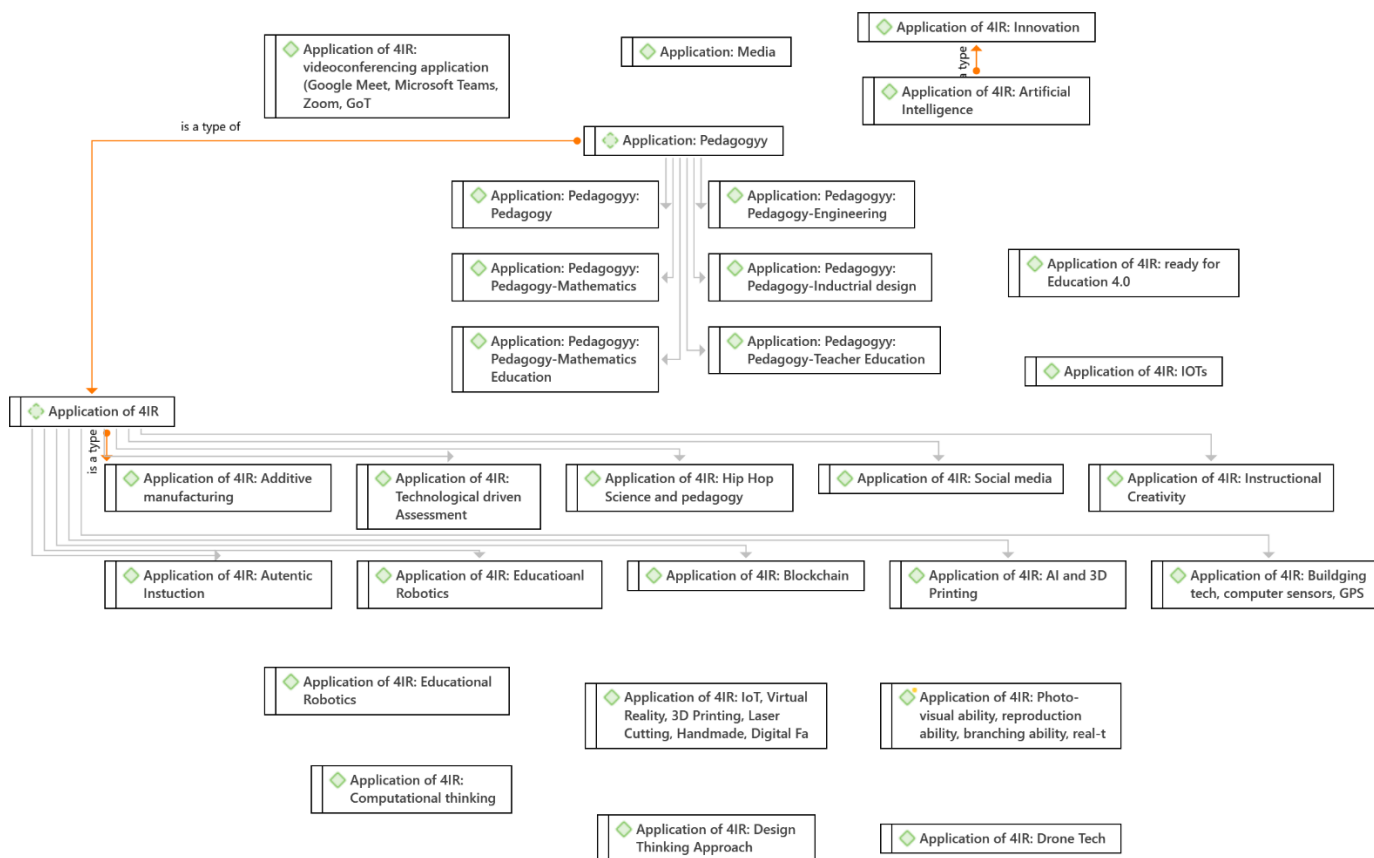 Application of 4IR: Innovation
Application of 4IR:
videoconferencing application
(Google Meet, Microsoft Teams,
Zoom, GoT
Application: Media
a type
Application of 4IR: Artificial
Intelligence
is a type of
Application: Pedagogyy
Application: Pedagogyy:
Pedagogy
Application: Pedagogyy:
Pedagogy-Engineering
Application: Pedagogyy:
Pedagogy-Mathematics
Application: Pedagogyy:
Pedagogy-Inductrial design
Application of 4IR: ready for
Education 4.0
Application: Pedagogyy:
Pedagogy-Mathematics
Education
Application: Pedagogyy:
Pedagogy-Teacher Education
Application of 4IR: IOTs
Application of 4IR
is a type
Application of 4IR: Additive
manufacturing
Application of 4IR:
Technological driven
Assessment
Application of 4IR: Hip Hop
Science and pedagogy
Application of 4IR: Social media
Application of 4IR: Instructional
Creativity
Application of 4IR: Autentic
Instuction
Application of 4IR: Educatioanl
Robotics
Application of 4IR: Blockchain
Application of 4IR: AI and 3D
Printing
Application of 4IR: Buildging
tech, computer sensors, GPS
Application of 4IR: Educational
Robotics
Application of 4IR: IoT, Virtual
Reality, 3D Printing, Laser
Cutting, Handmade, Digital Fa
Application of 4IR: Photo-
visual ability, reproduction
ability, branching ability, real-t
Application of 4IR:
Computational thinking
Application of 4IR: Design
Thinking Approach
Application of 4IR: Drone Tech